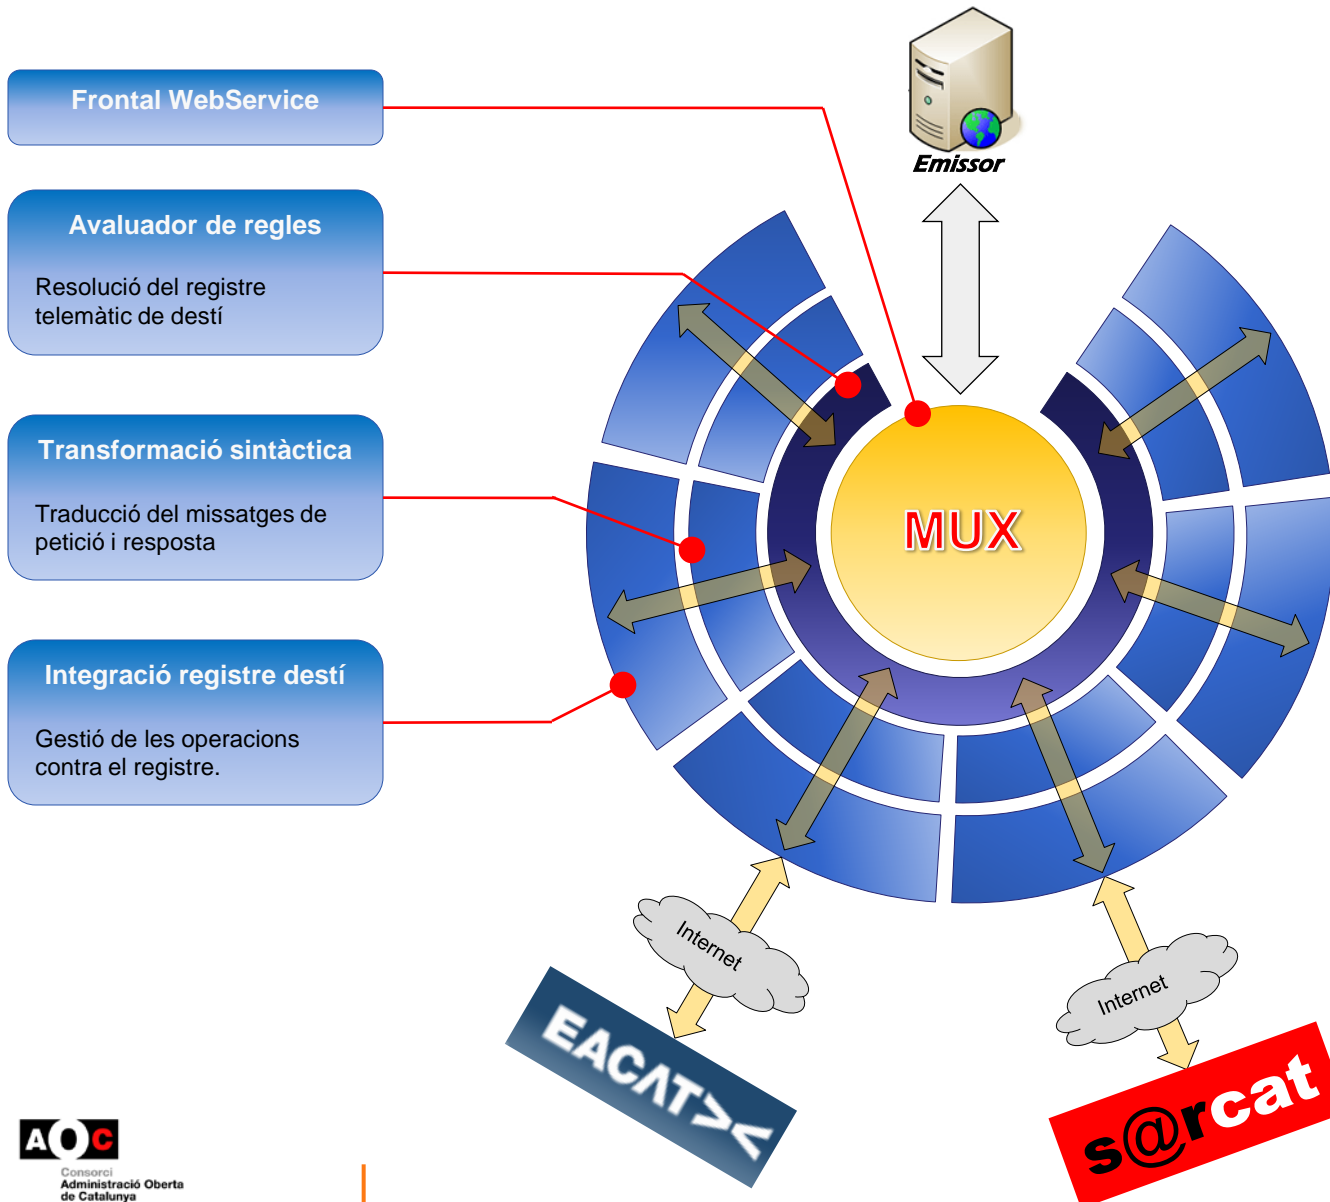 Emissor
Frontal WebService
Avaluador de regles
Resolució del registre
telemàtic de destí
Transformació sintàctica
Traducció del missatges de
petició i resposta
MUX
Integració registre destí
Gestió de les operacions
contra el registre.
Internet
Internet
EACAT
s@rcat
AOC
Consorci
Administració Oberta
de Catalunya